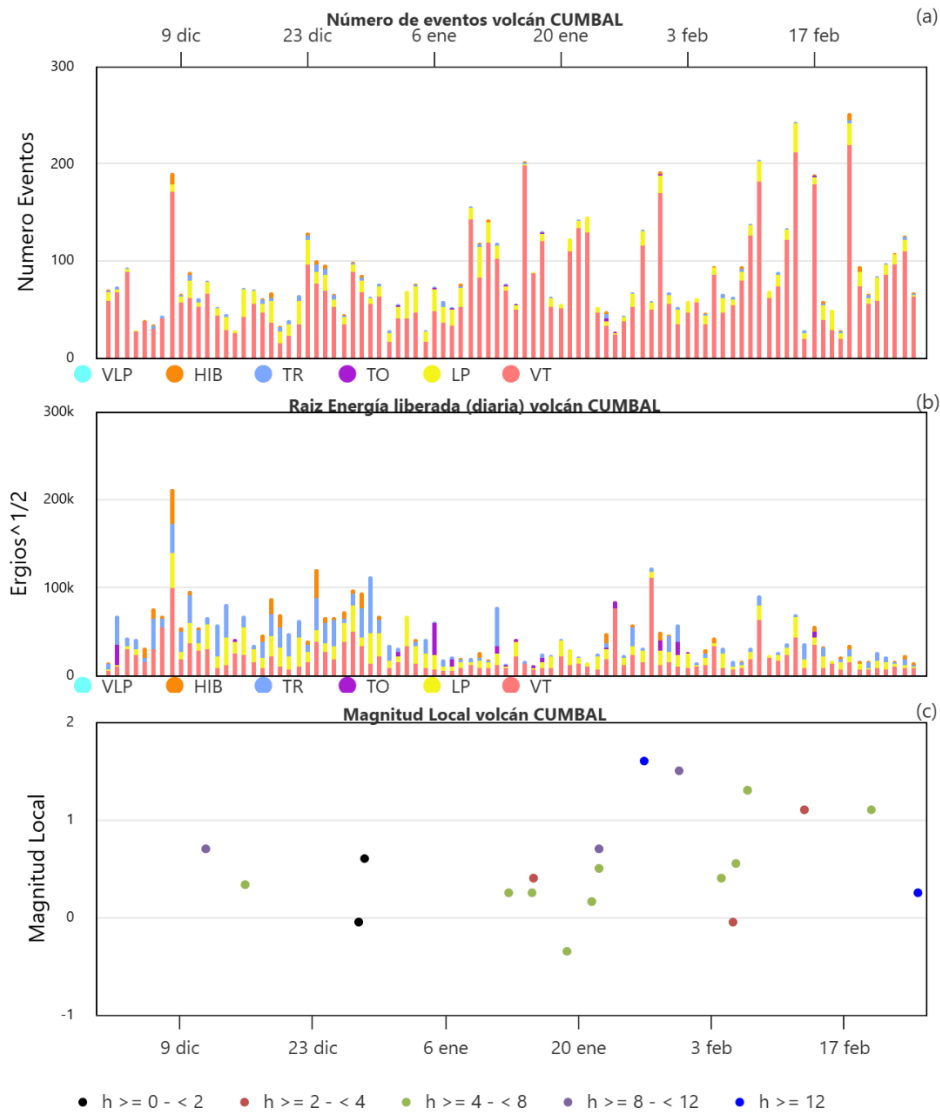 Número de eventos volcán CUMBAL (a)
9 dic 23 dic 6 ene 20 ene 3 feb 17 feb
300
200
100
0
Numero Eventos
VLP HIB TR TO LP VT
Raiz Energía liberada (diaria) volcán CUMBAL (b)
300k
200k
100k
0
Ergios^1/2
VLP HIB TR TO LP VT
Magnitud Local volcán CUMBAL (c)
2
1
0
-1
Magnitud Local
9 dic 23 dic 6 ene 20 ene 3 feb 17 feb
h >= 0 - < 2 h >= 2 - < 4 h >= 4 - < 8 h >= 8 - < 12 h >= 12